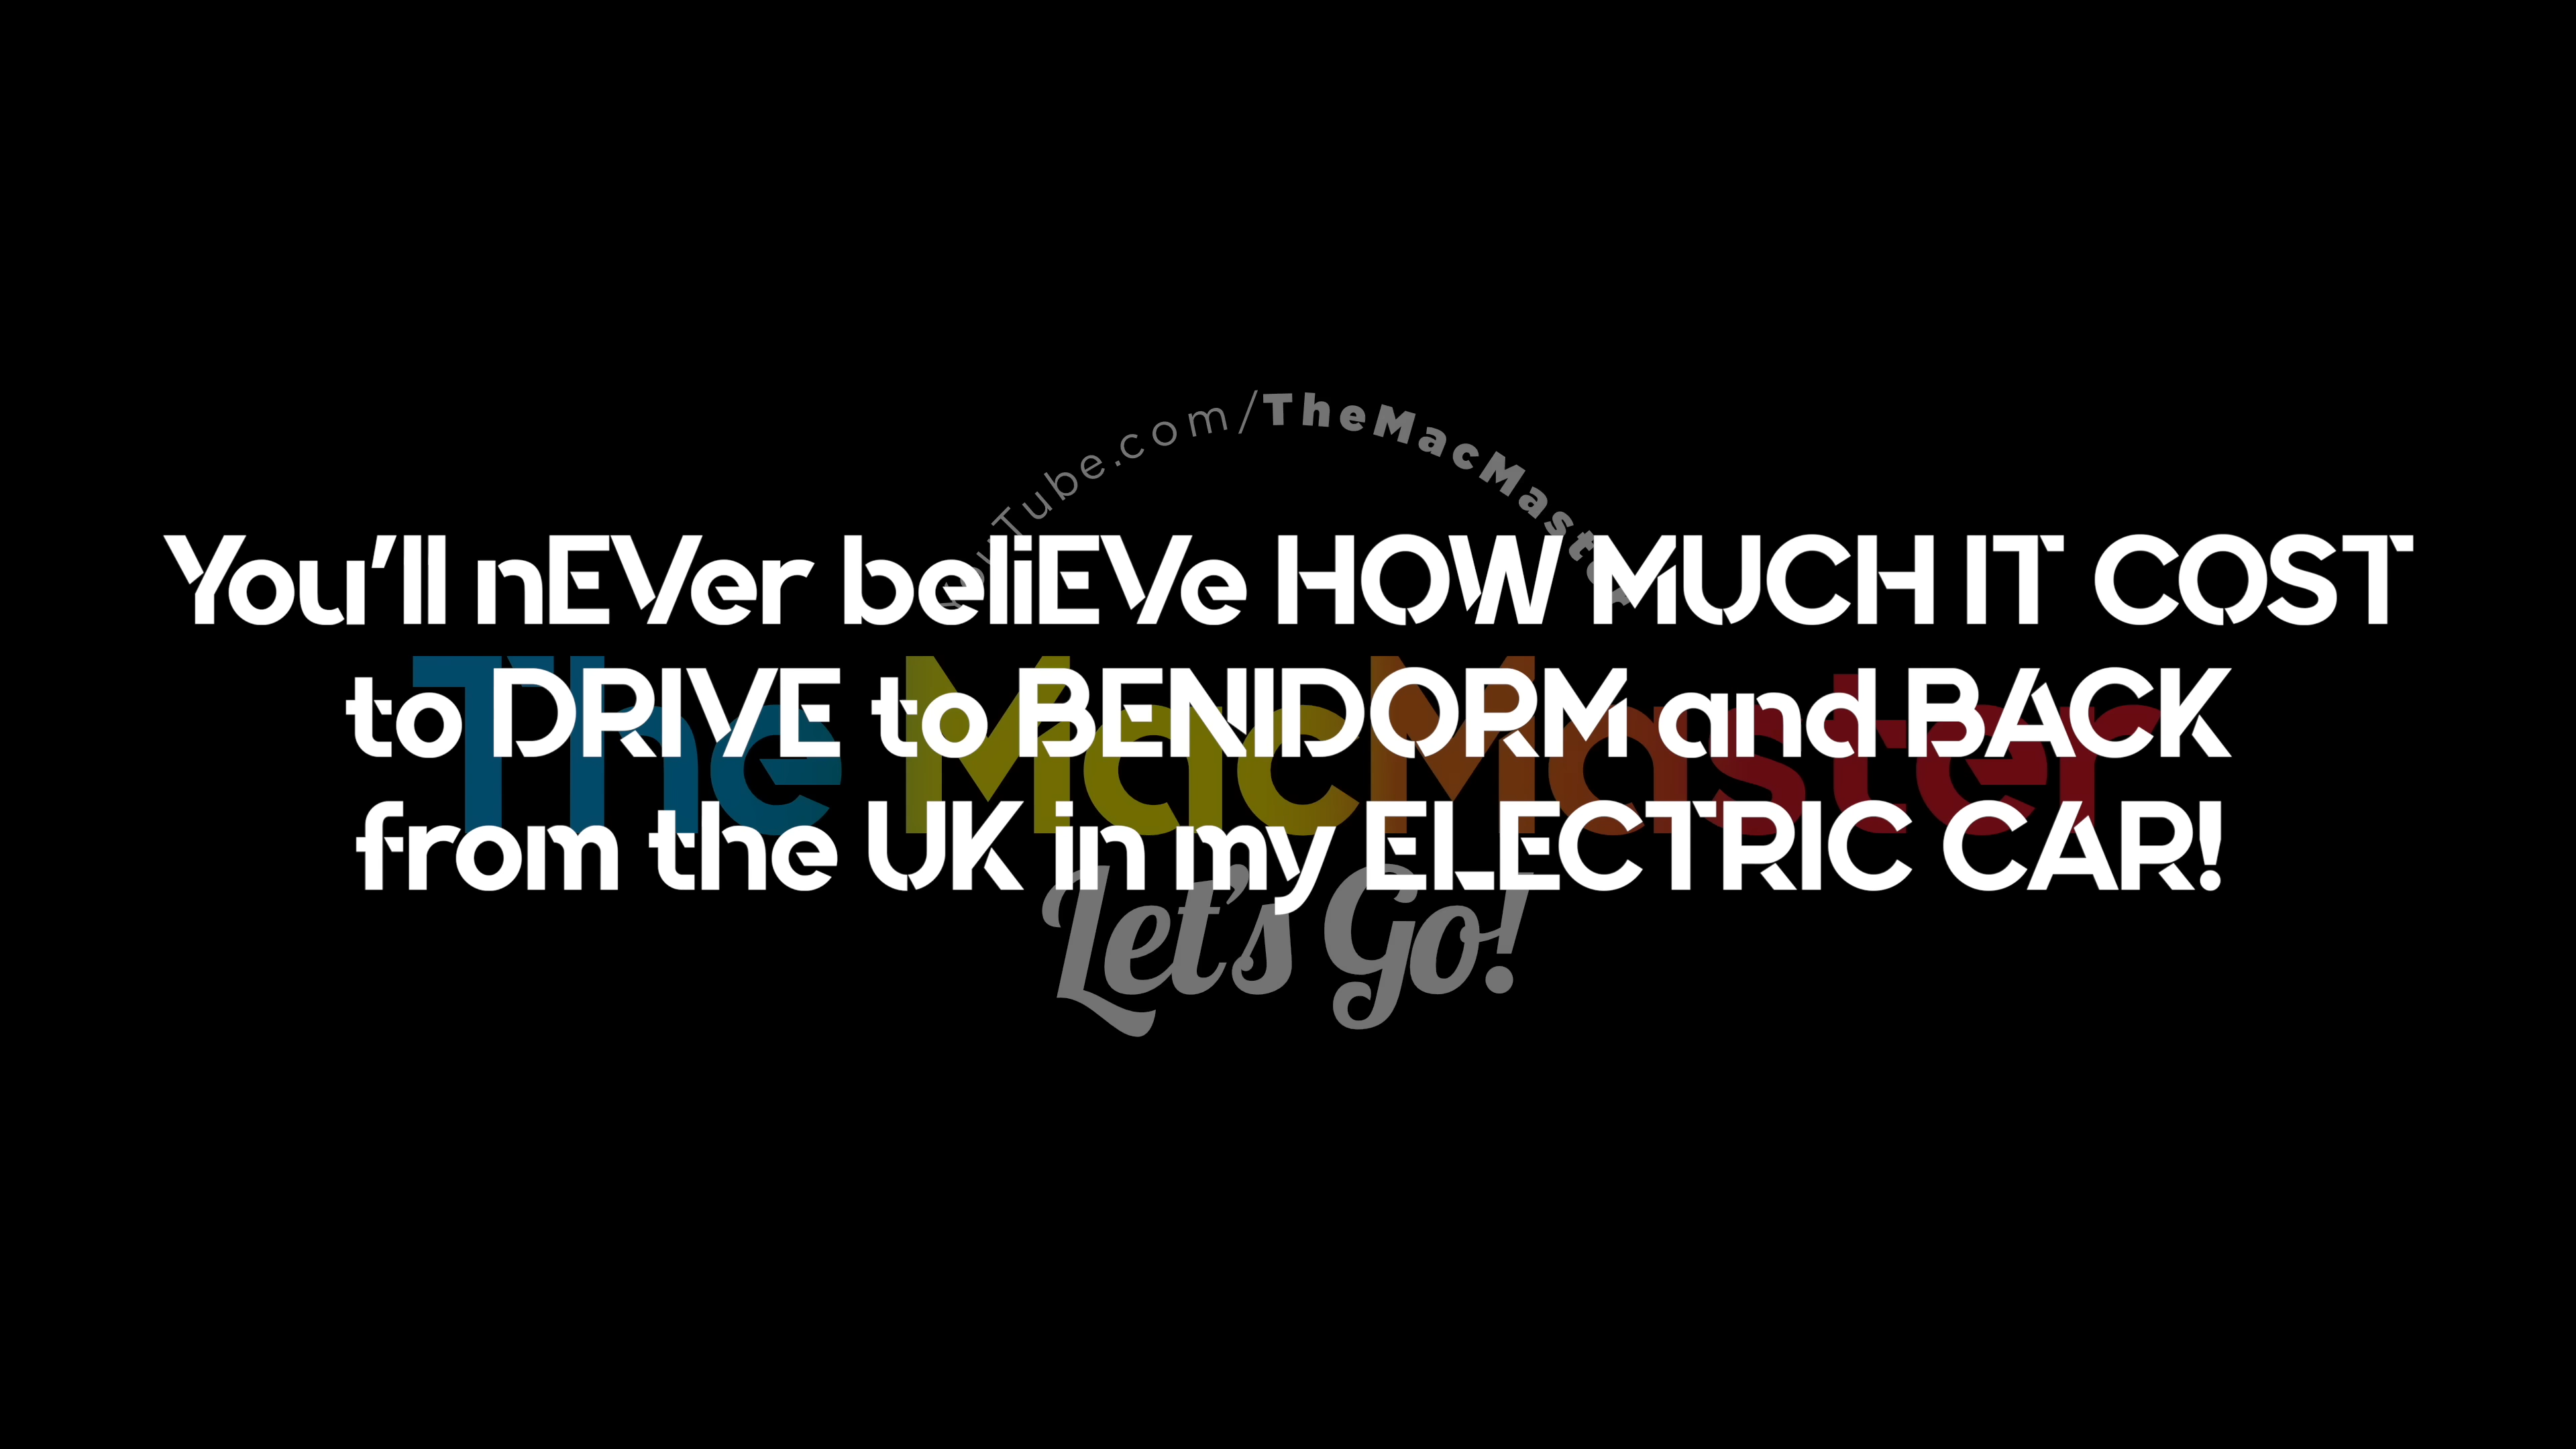 YouTube.com/TheMacMaster
You'll nEVer beliEVe HOW MUCH IT COST
to DRIVE to BENIDORM and BACK
The MacMaster
from the UK in my ELECTRIC CAR!
Let's Go!